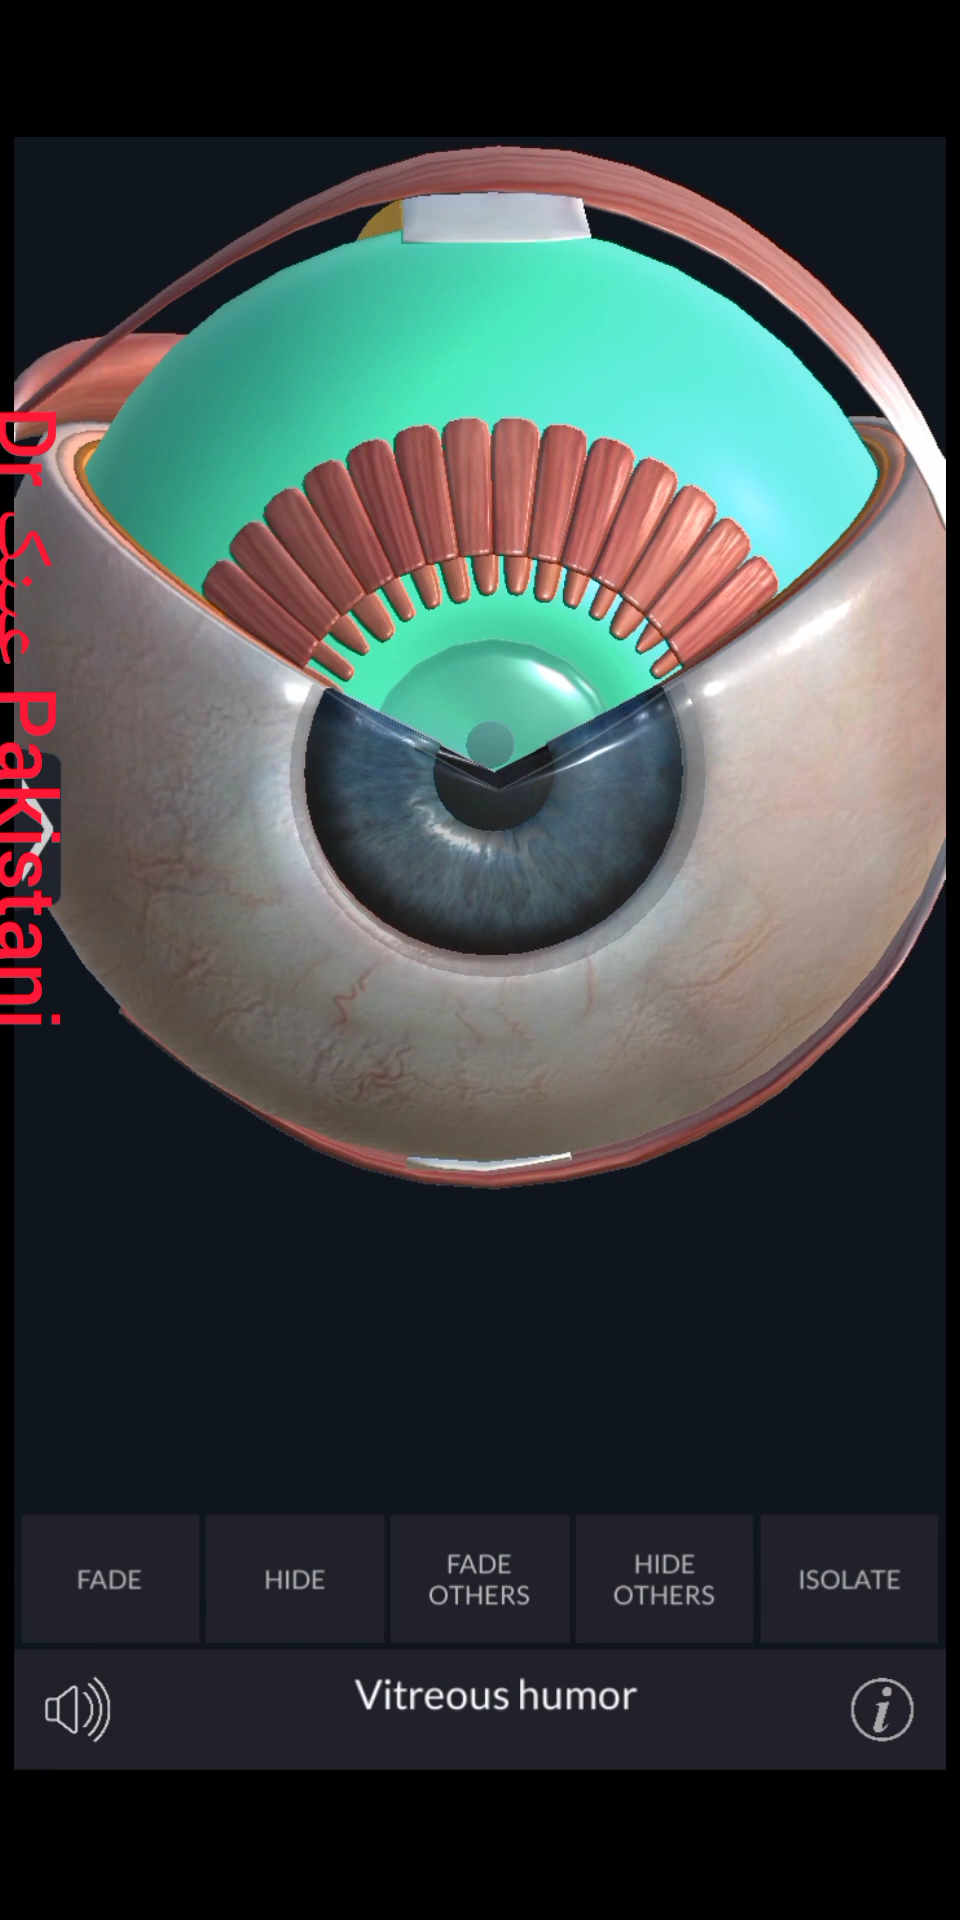 Dr
Pakistani
FADE
HIDE
FADE
OTHERS
HIDE
OTHERS
ISOLATE
Vitreous humor
i